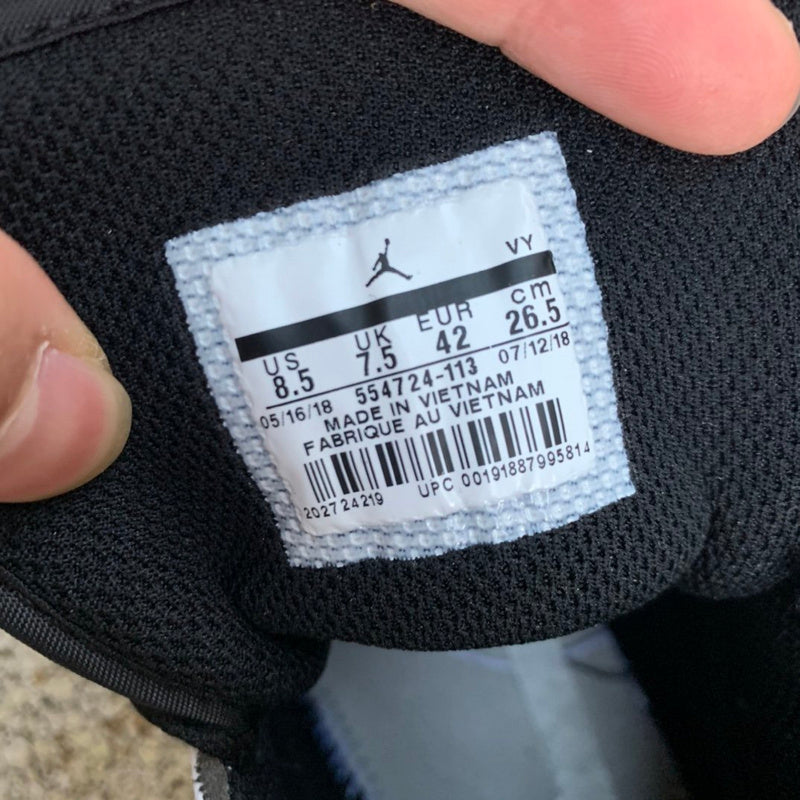 VY
US UK EUR cm
8.5 7.5 42 26.5
05/16/18 554724-113 07/12/18
MADE IN VIETNAM
FABRIQUE AU VIETNAM
202724219 UPC 00191887995814